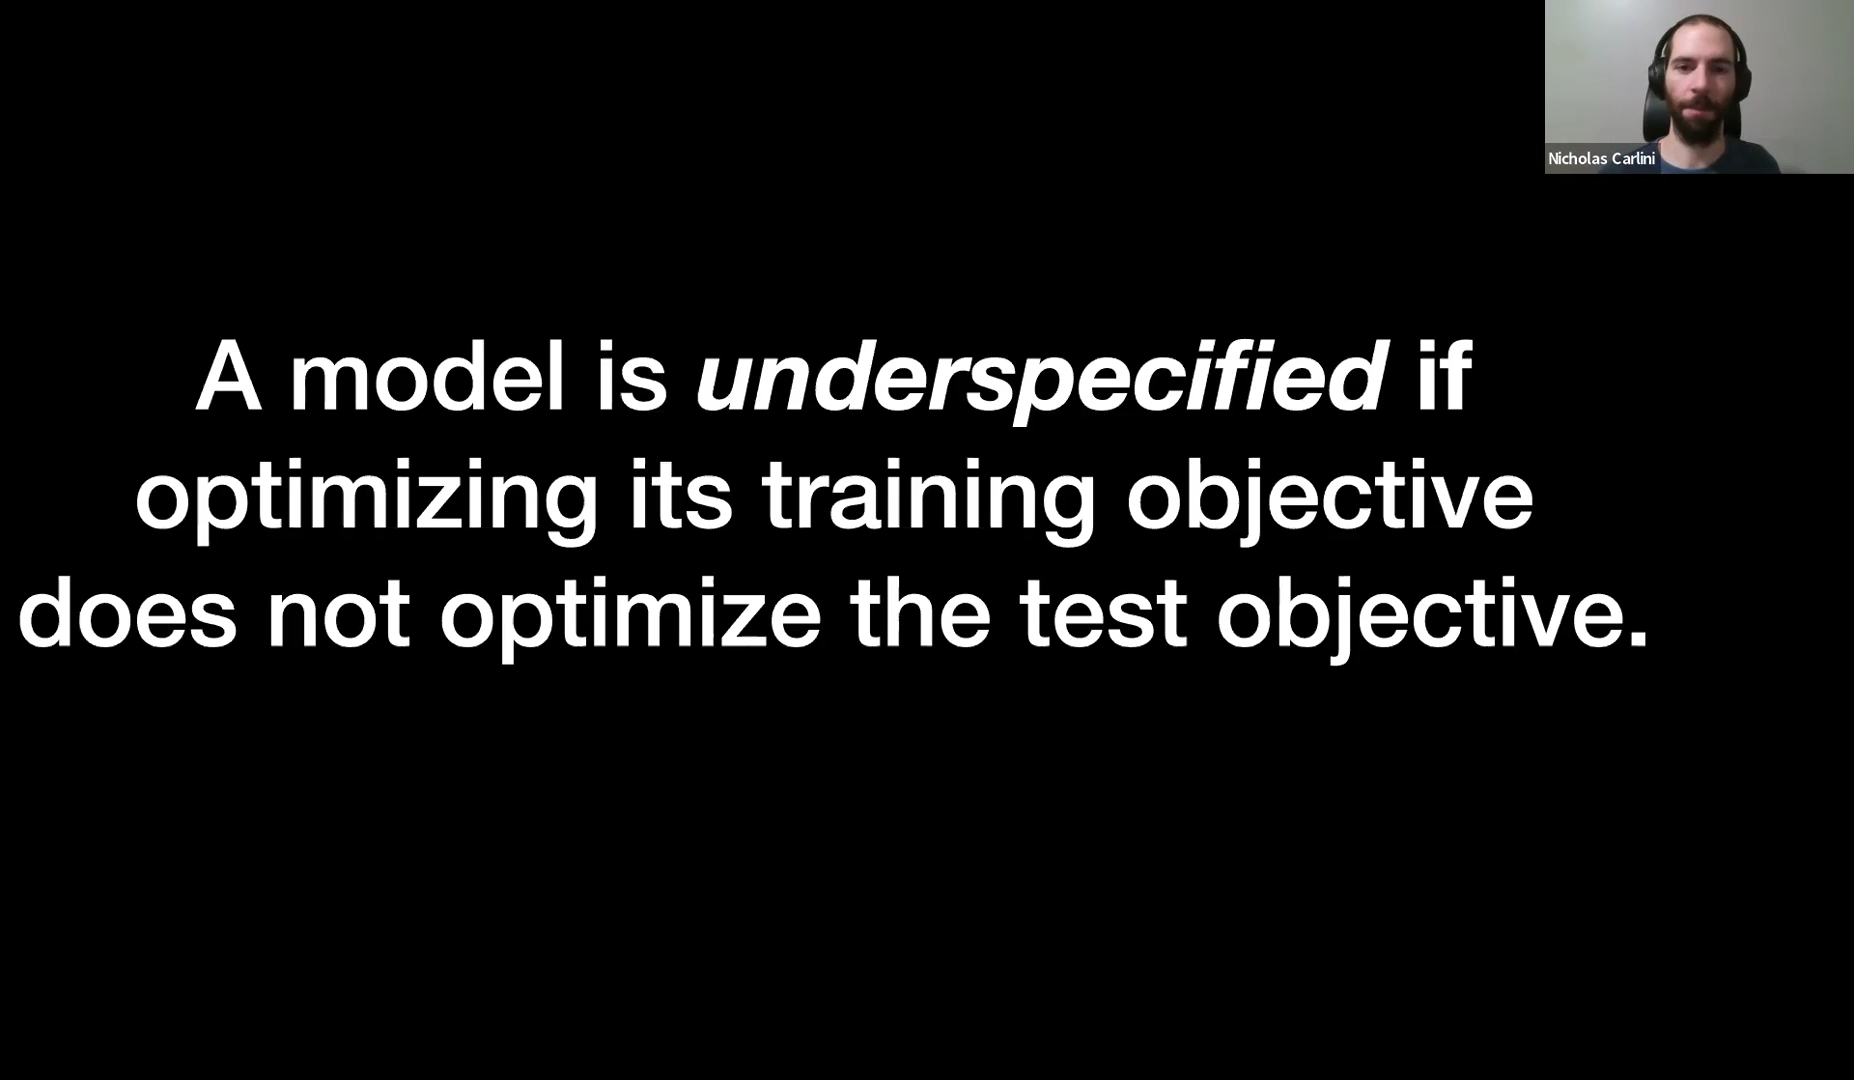 Nicholas Carlini
A model is underspecified if
optimizing its training objective
does not optimize the test objective.